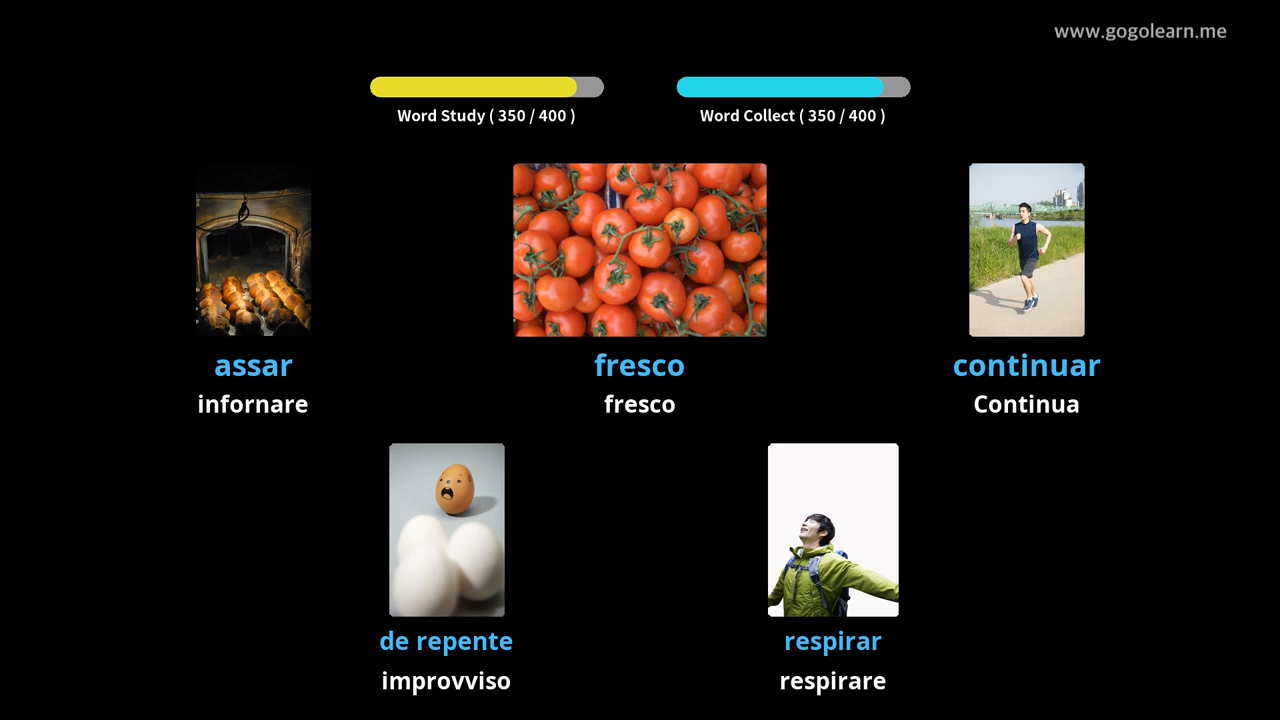 www.gogolearn.me
Word Study ( 350 / 400 )
Word Collect ( 350 / 400 )
assar
infornare
fresco
fresco
continuar
Continua
de repente
improvviso
respirar
respirare